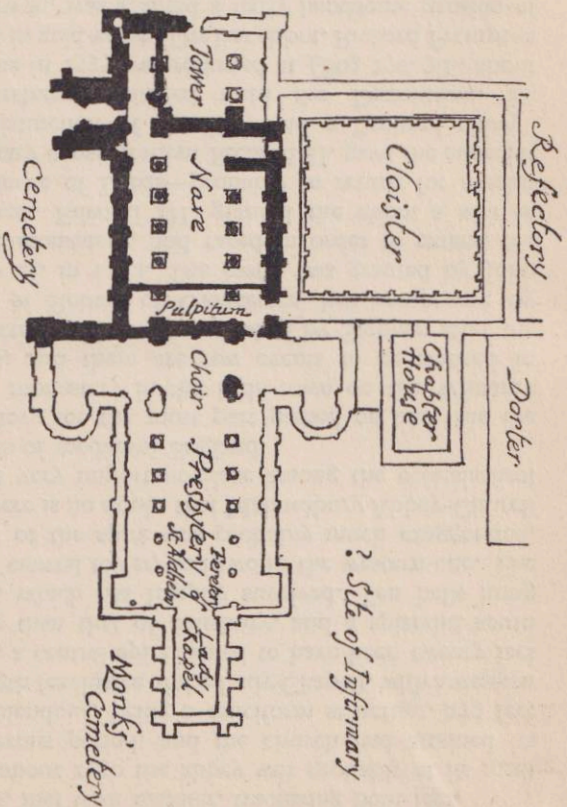 Tower
Nave
Cloister
Refectory
Cemetery
Pulpitum
Choir
Chapter
House
Dorter
Presbytery
Feretory
of
St. Aldhelm
Lady
Chapel
? Site of Infirmary
Monks'
Cemetery